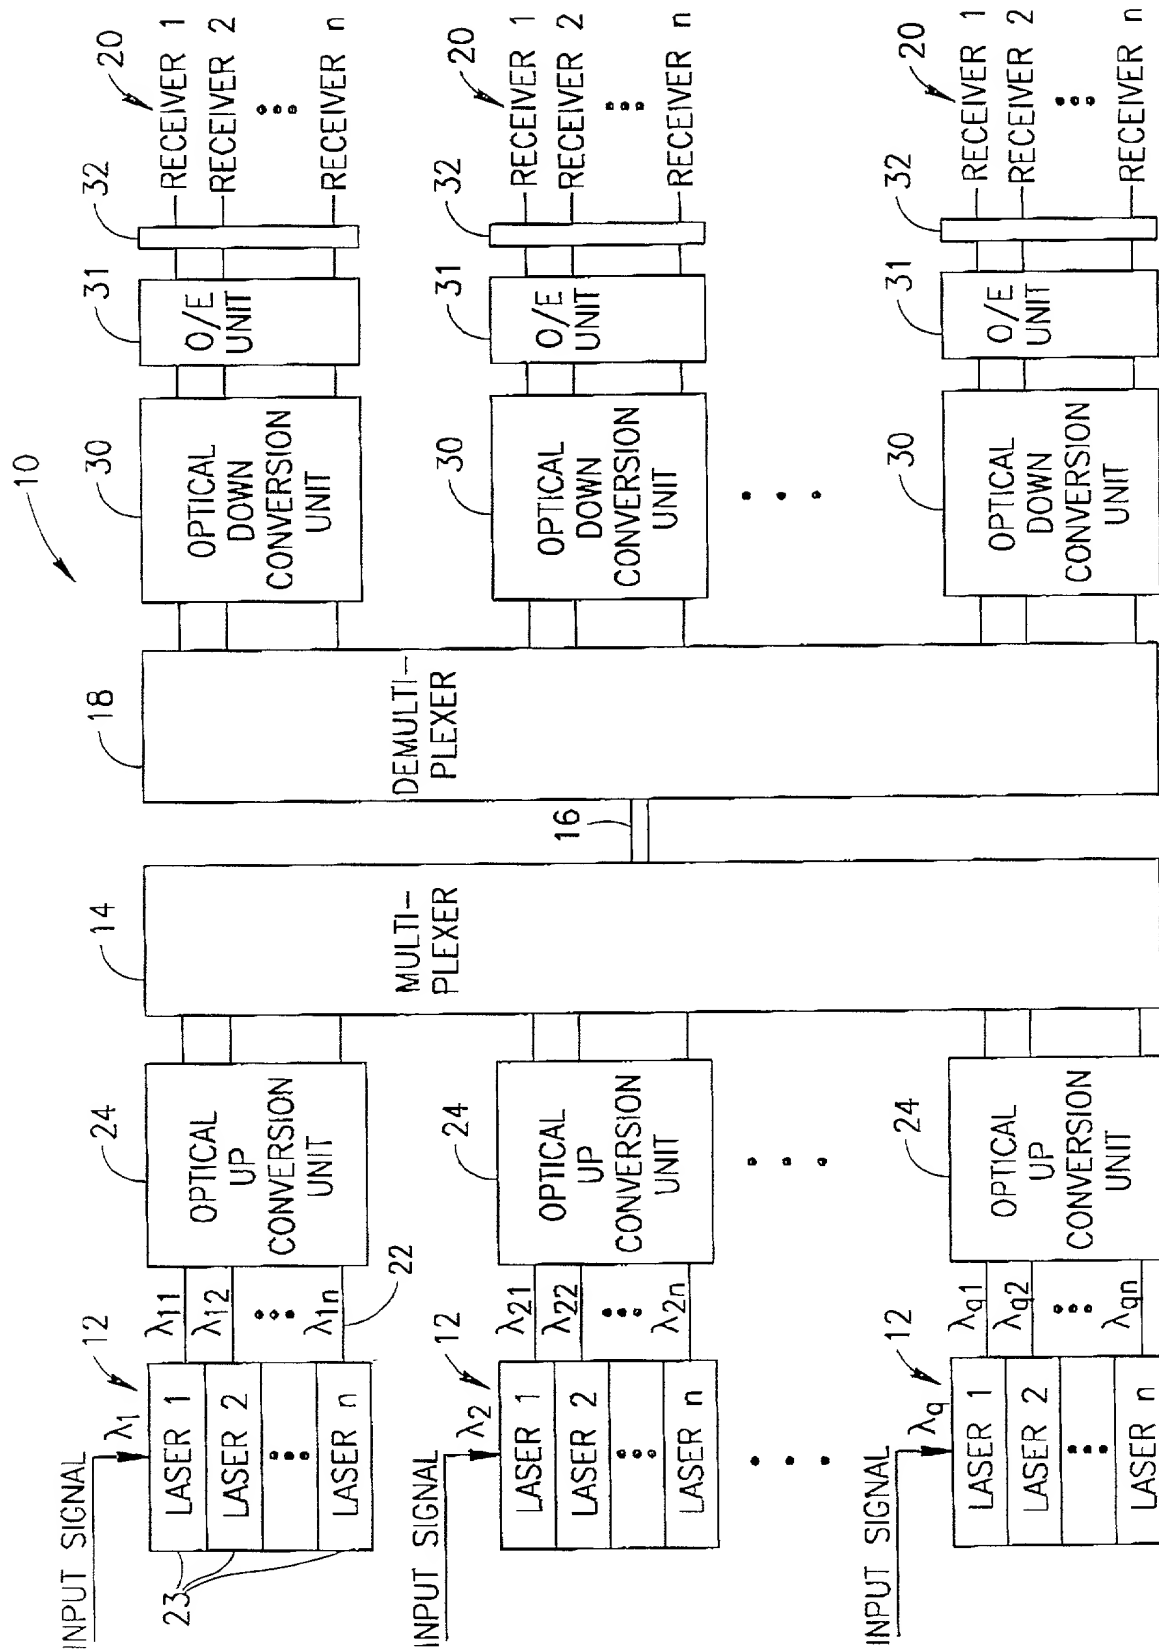 10
INPUT SIGNAL
λ1
12
23
LASER 1
LASER 2
LASER n
λ11
λ12
λ1n
22
24
OPTICAL
UP
CONVERSION
UNIT
14
MULTI-
PLEXER
16
18
DEMULTI-
PLEXER
30
OPTICAL
DOWN
CONVERSION
UNIT
31
O/E
UNIT
32
20
RECEIVER 1
RECEIVER 2
RECEIVER n
INPUT SIGNAL
λ2
12
LASER 1
LASER 2
LASER n
λ21
λ22
λ2n
24
OPTICAL
UP
CONVERSION
UNIT
30
OPTICAL
DOWN
CONVERSION
UNIT
31
O/E
UNIT
32
20
RECEIVER 1
RECEIVER 2
RECEIVER n
INPUT SIGNAL
λq
12
LASER 1
LASER 2
LASER n
λq1
λq2
λqn
24
OPTICAL
UP
CONVERSION
UNIT
30
OPTICAL
DOWN
CONVERSION
UNIT
31
O/E
UNIT
32
20
RECEIVER 1
RECEIVER 2
RECEIVER n